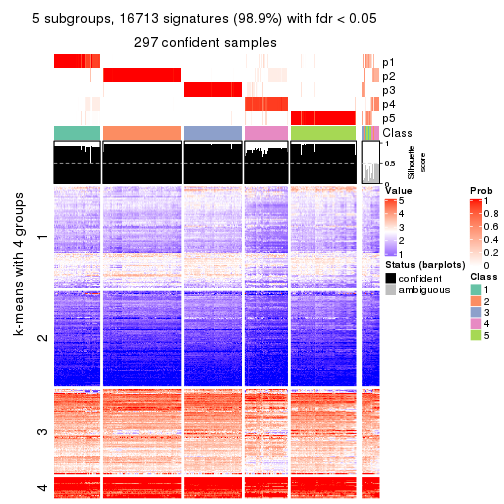 5 subgroups, 16713 signatures (98.9%) with fdr < 0.05
297 confident samples
p1
p2
p3
p4
p5
Class
1
0.5
0
Silhouette
score
k-means with 4 groups
1
2
3
4
Value
5
4
3
2
1
Status (barplots)
confident
ambiguous
Prob
1
0.8
0.6
0.4
0.2
0
Class
1
2
3
4
5